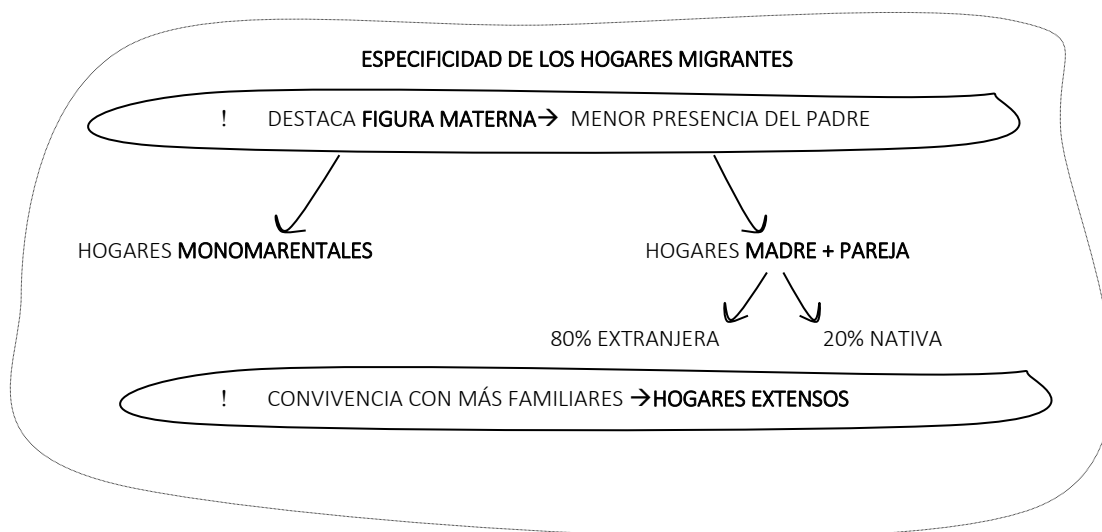 ESPECIFICIDAD DE LOS HOGARES MIGRANTES
! DESTACA FIGURA MATERNA→ MENOR PRESENCIA DEL PADRE
HOGARES MONOMARENTALES
HOGARES MADRE + PAREJA
80% EXTRANJERA
20% NATIVA
! CONVIVENCIA CON MÁS FAMILIARES →HOGARES EXTENSOS